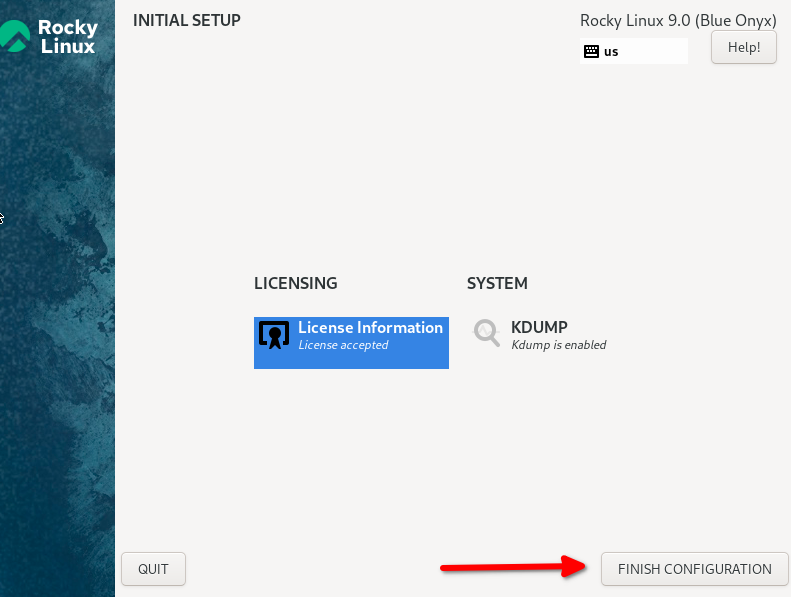 Rocky
Linux
INITIAL SETUP
Rocky Linux 9.0 (Blue Onyx)
us
Help!
LICENSING
License Information
License accepted
SYSTEM
KDUMP
Kdump is enabled
QUIT
FINISH CONFIGURATION